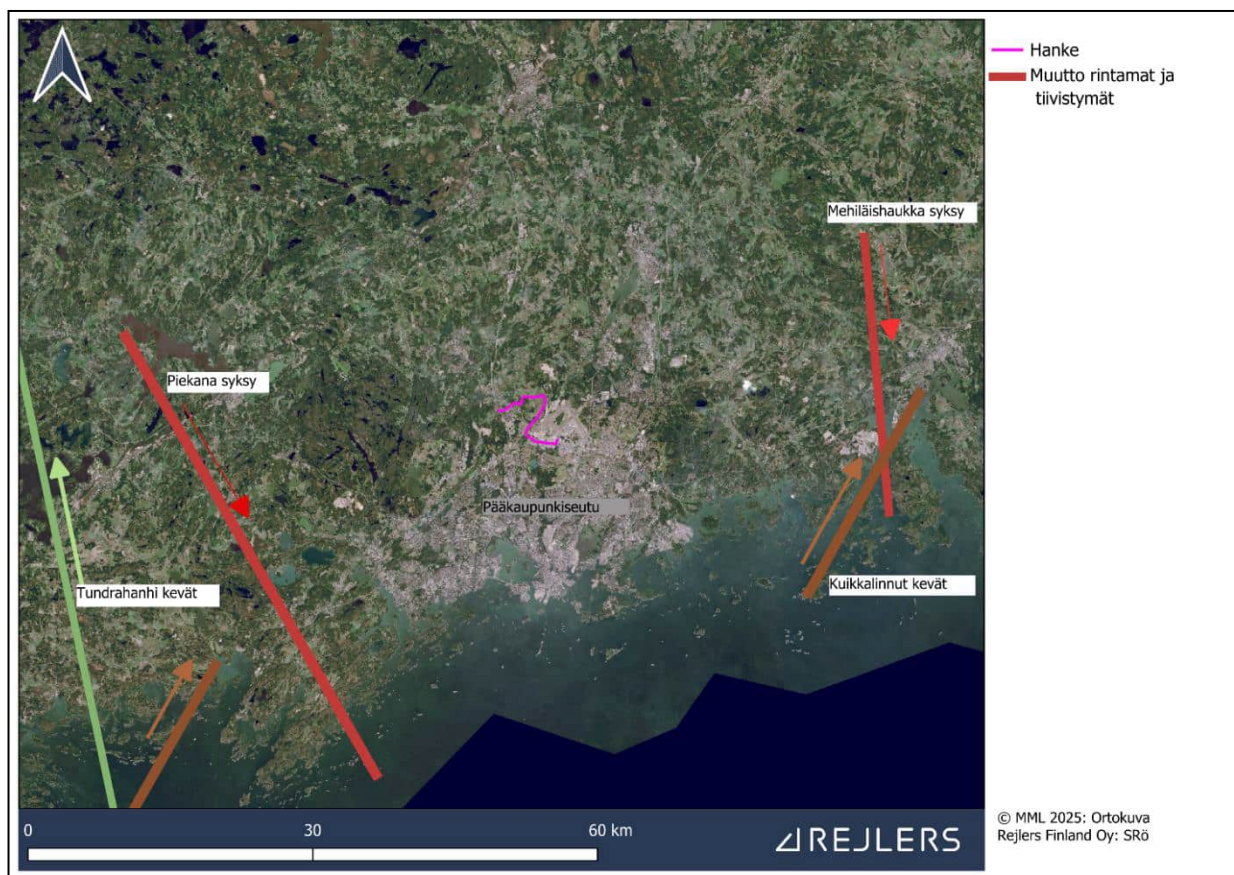 Hanke
Muutto rintamat ja
tiivistymät
Mehiläishaukka syksy
Piekana syksy
Pääkaupunkiseutu
Tundrahanhi kevät
Kuikkalinnut kevät
0
30
60 km
REJLERS
© MML 2025: Ortokuva
Rejlers Finland Oy: SRö